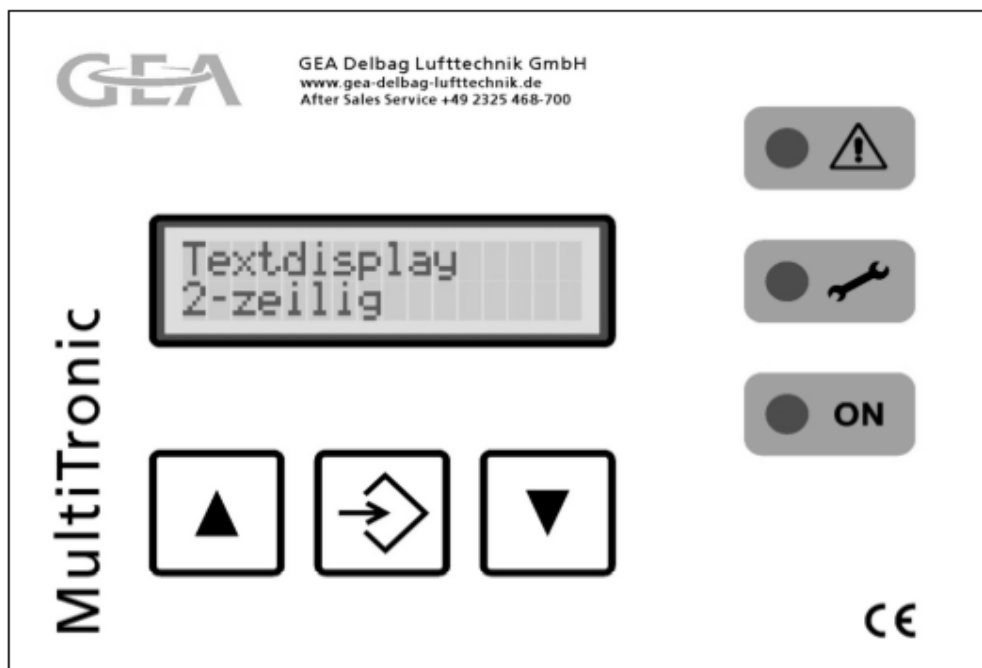 GEA
GEA Delbag Lufttechnik GmbH
www.gea-delbag-lufttechnik.de
After Sales Service +49 2325 468-700
Textdisplay
2-zeilig
ON
MultiTronic
CE